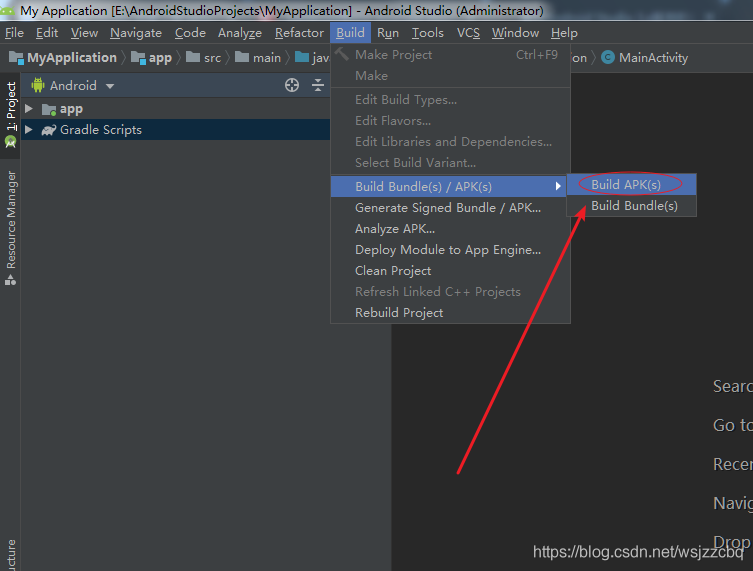 My Application [E:\AndroidStudioProjects\MyApplication] - Android Studio (Administrator)
File Edit View Navigate Code Analyze Refactor Build Run Tools VCS Window Help
MyApplication app src main jav on MainActivity
Make Project Ctrl+F9
Make
Edit Build Types...
Edit Flavors...
Edit Libraries and Dependencies...
Select Build Variant...
Build Bundle(s) / APK(s)
Generate Signed Bundle / APK...
Analyze APK...
Deploy Module to App Engine...
Clean Project
Refresh Linked C++ Projects
Rebuild Project
Build APK(s)
Build Bundle(s)
Android
app
Gradle Scripts
1: Project
Resource Manager
ucture
Searc
Go to
Recen
Navig
Drop
https://blog.csdn.net/wsjzzcbq